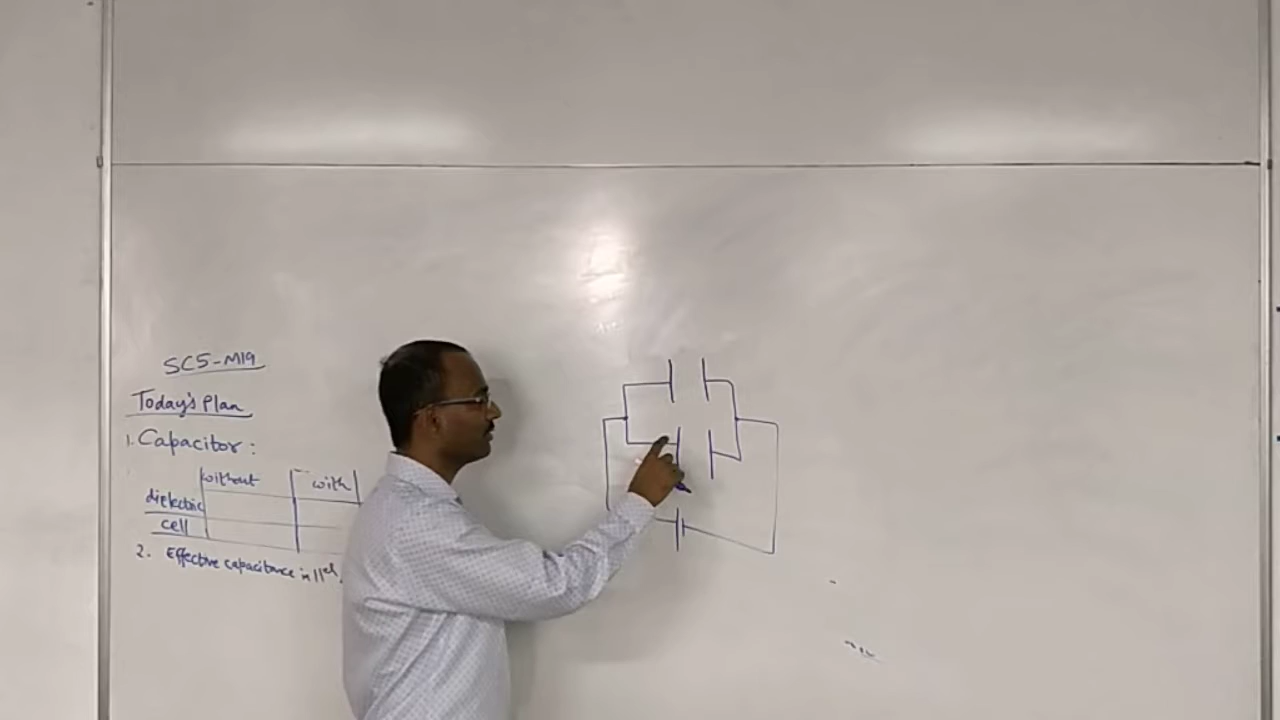 SC5-M19
Today's Plan
1. Capacitor :
without with
dielectric
cell
2. Effective capacitance in ||el.